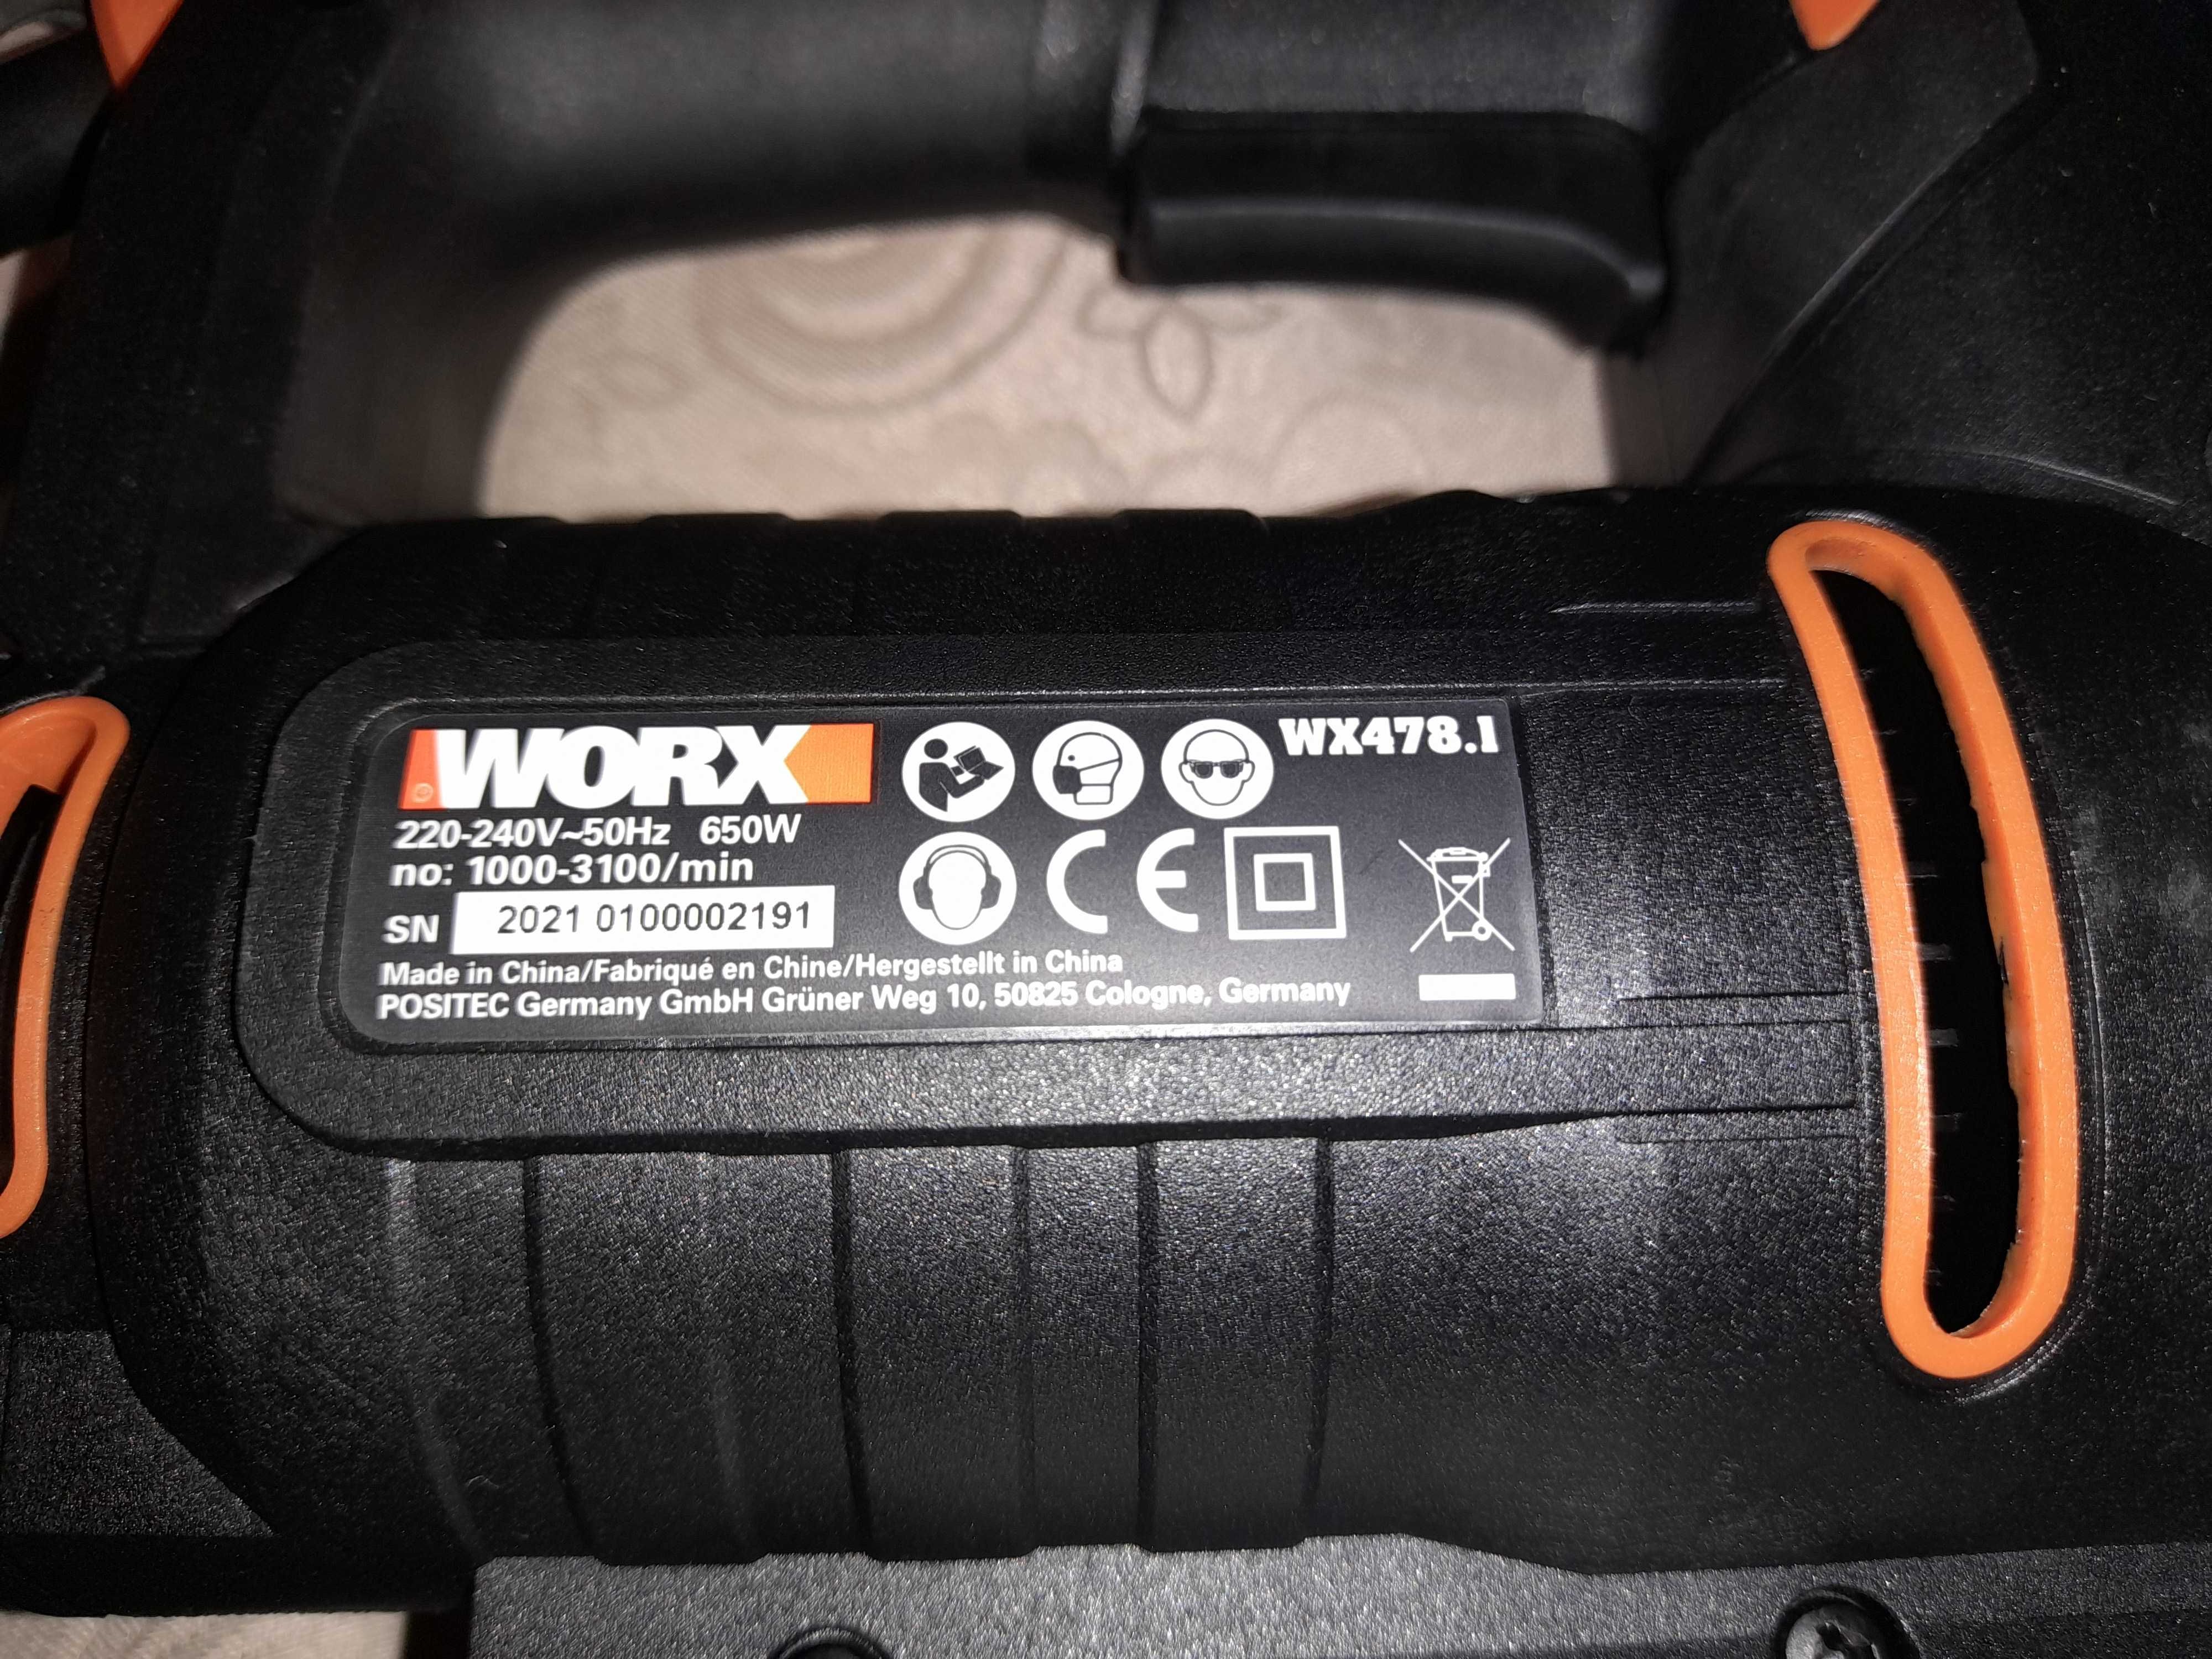 WORX
WX478.1
220-240V~50Hz 650W
no: 1000-3100/min
SN 2021 0100002191
CE
Made in China/Fabriqué en Chine/Hergestellt in China
POSITEC Germany GmbH Grüner Weg 10, 50825 Cologne, Germany